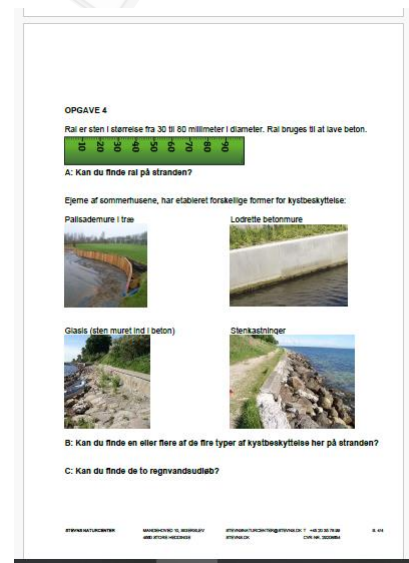 OPGAVE 4
Ral er sten i størrelse fra 30 til 80 millimeter i diameter. Ral bruges til at lave beton.
10 20 30 40 50 60 70 80 90
A: Kan du finde ral på stranden?
Ejerne af sommerhusene, har etableret forskellige former for kystbeskyttelse:
Palisademure i træ Lodrette betonmure
Glasis (sten muret ind i beton) Stenkastninger
B: Kan du finde en eller flere af de fire typer af kystbeskyttelse her på stranden?
C: Kan du finde de to regnvandsudløb?
STEVNS NATURCENTER
4660 STORE HEDDINGE
STEVNS.DK